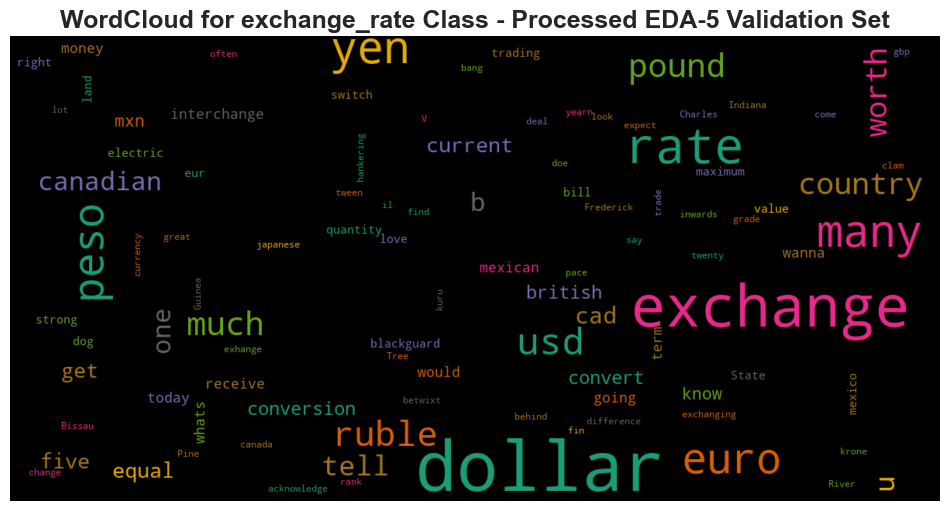 WordCloud for exchange_rate Class - Processed EDA-5 Validation Set
money
often
yen
trading
gbp
right
bang
pound
worth
land
switch
lot
interchange
mxn
V
deal
yearn
look
expect
Charles
Indiana
come
electric
hankering
current
rate
eur
doe
maximum
clam
canadian
tween
b
bill
trade
country
il
find
Frederick
inwards
value
grade
peso
currency
great
japanese
quantity
love
say
twenty
wanna
many
mexican
pace
Guinea
kuru
british
exchange
strong
one
much
cad
dog
exhange
blackguard
usd
term
Tree
get
receive
would
convert
State
today
betwixt
going
know
mexico
whats
conversion
behind
difference
exchanging
Bissau
Pine
canada
ruble
fin
krone
five
change
equal
tell
dollar
euro
acknowledge
rank
River
u